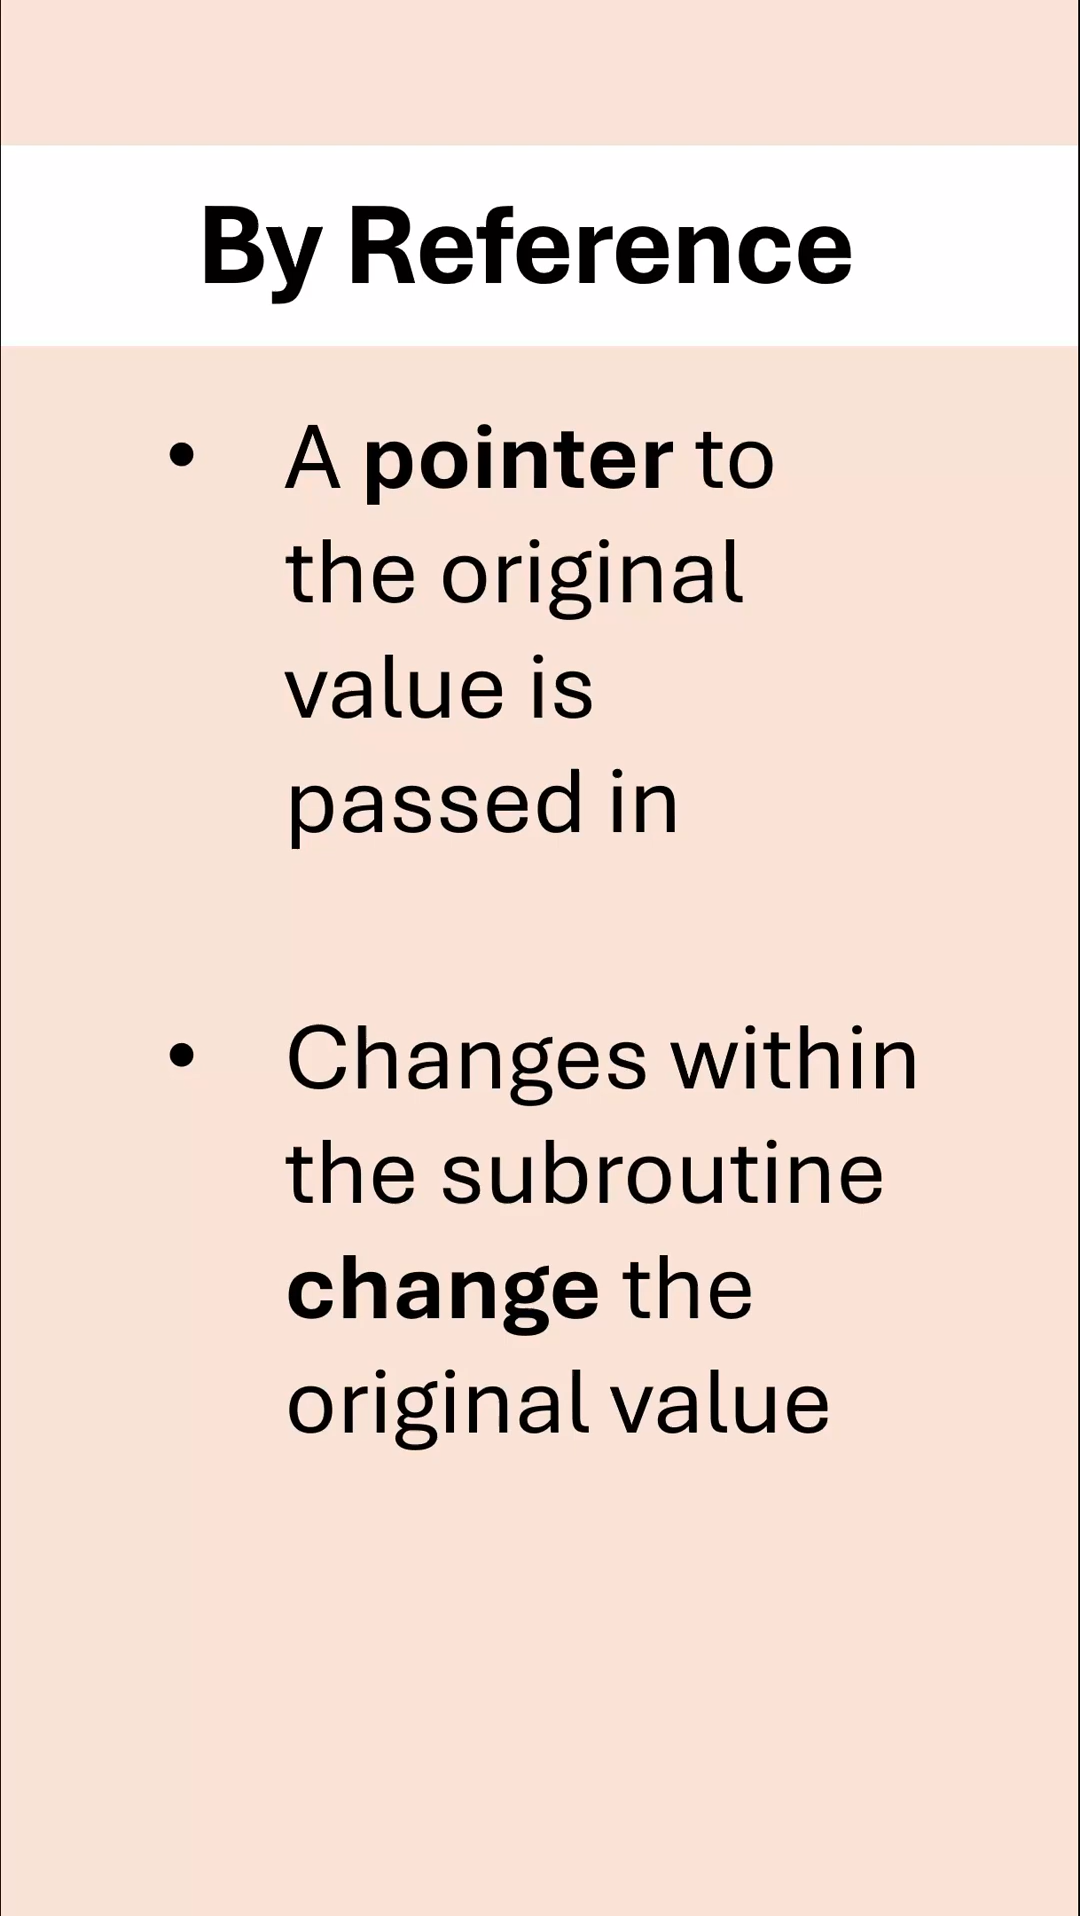 By Reference
• A pointer to
the original
value is
passed in
• Changes within
the subroutine
change the
original value